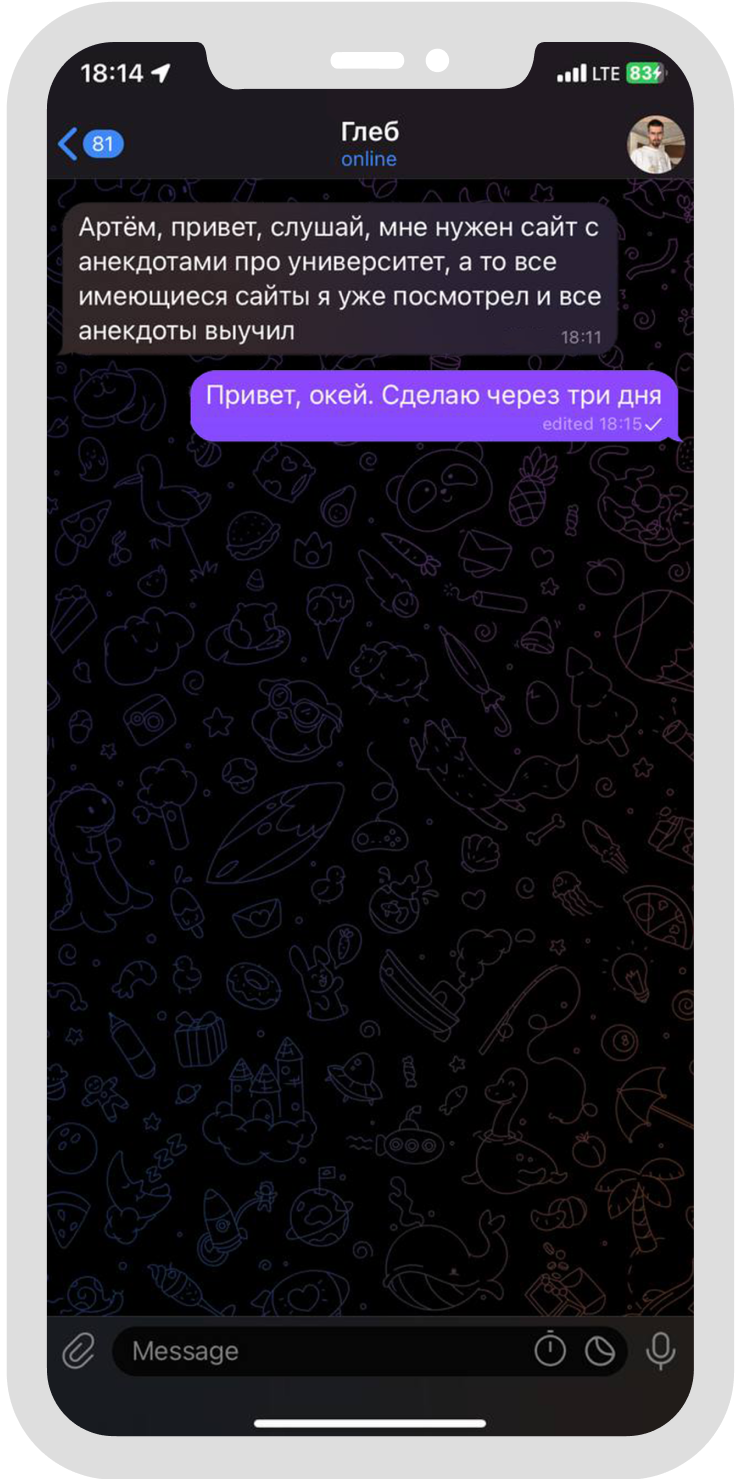 18:14
LTE 83
81
Глеб
online
Артём, привет, слушай, мне нужен сайт с
анекдотами про университет, а то все
имеющиеся сайты я уже посмотрел и все
анекдоты выучил
18:11
Привет, окей. Сделаю через три дня
edited 18:15
8
Message